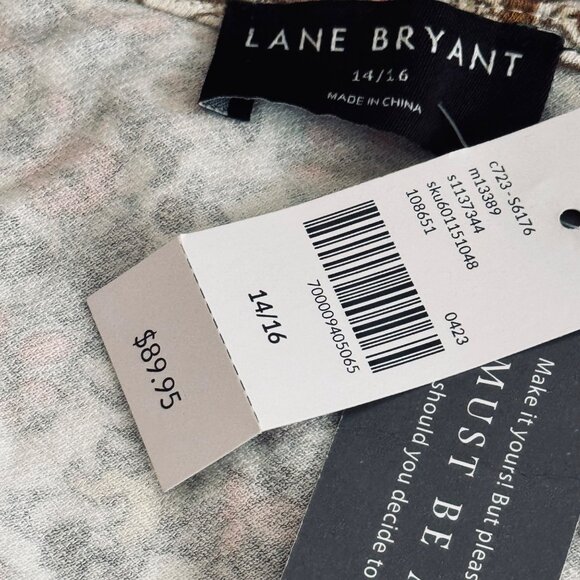 LANE BRYANT
14/16
MADE IN CHINA
c723-S6176
m13389
s1137344
sku601151048
108651
700009405065
0423
14/16
$89.95
Make it yours! But pleas
MUST BE
should you decide to